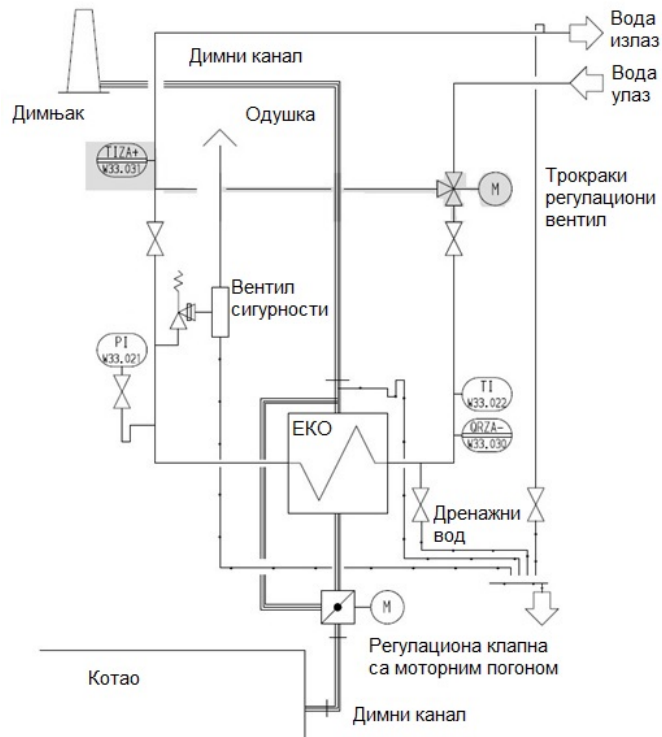 Вода
излаз
Димни канал
Вода
улаз
Димњак
Одушка
TIZA+
W33.031
M
Трокраки
регулациони
вентил
Вентил
сигурности
PI
W33.021
TI
W33.022
ЕКО
QRZA-
W33.030
Дренажни
вод
M
Регулациона клапна
са моторним погоном
Котао
Димни канал